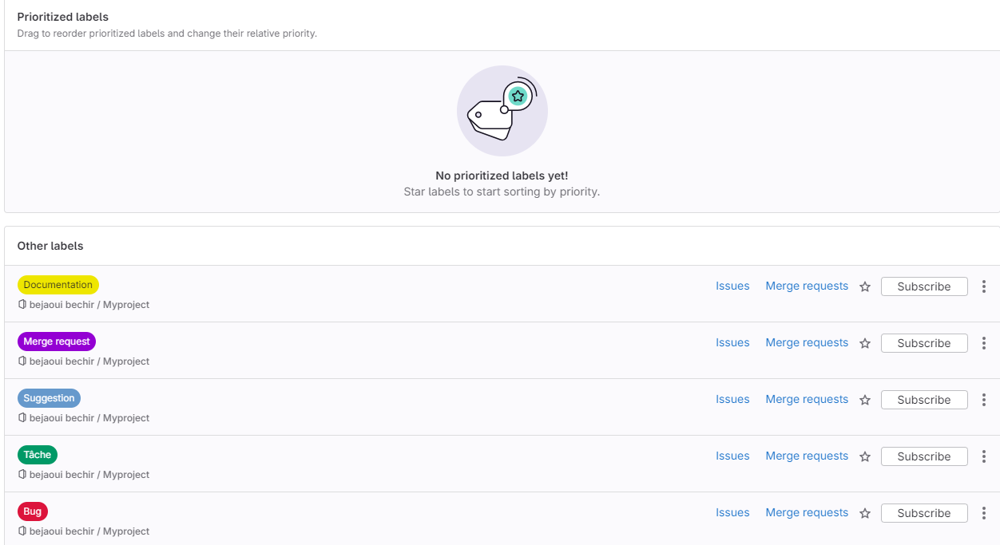 Prioritized labels
Drag to reorder prioritized labels and change their relative priority.
No prioritized labels yet!
Star labels to start sorting by priority.
Other labels
Documentation
Issues Merge requests Subscribe
bejaoui bechir / Myproject
Merge request
Issues Merge requests Subscribe
bejaoui bechir / Myproject
Suggestion
Issues Merge requests Subscribe
bejaoui bechir / Myproject
Tâche
Issues Merge requests Subscribe
bejaoui bechir / Myproject
Bug
Issues Merge requests Subscribe
bejaoui bechir / Myproject